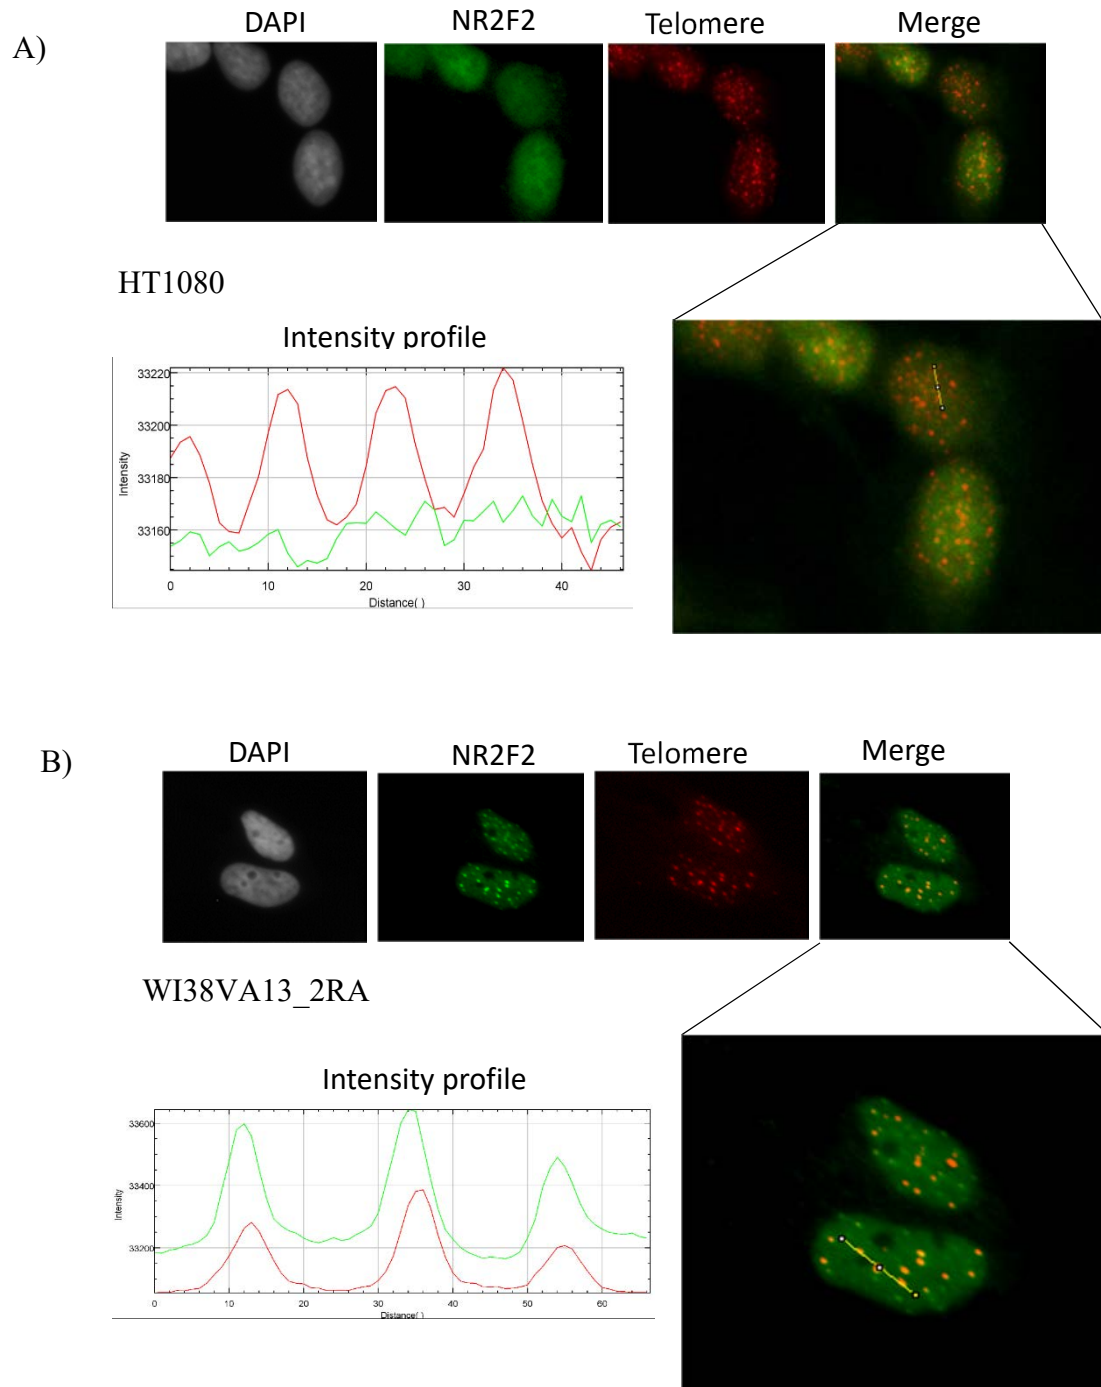 A)
DAPI
NR2F2
Telomere
Merge
HT1080
Intensity profile
33220
33200
33180
33160
Intensity
0
10
20
30
40
Distance( )
B)
DAPI
NR2F2
Telomere
Merge
WI38VA13_2RA
Intensity profile
33600
33400
33200
Intensity
0
10
20
30
40
50
60
Distance( )